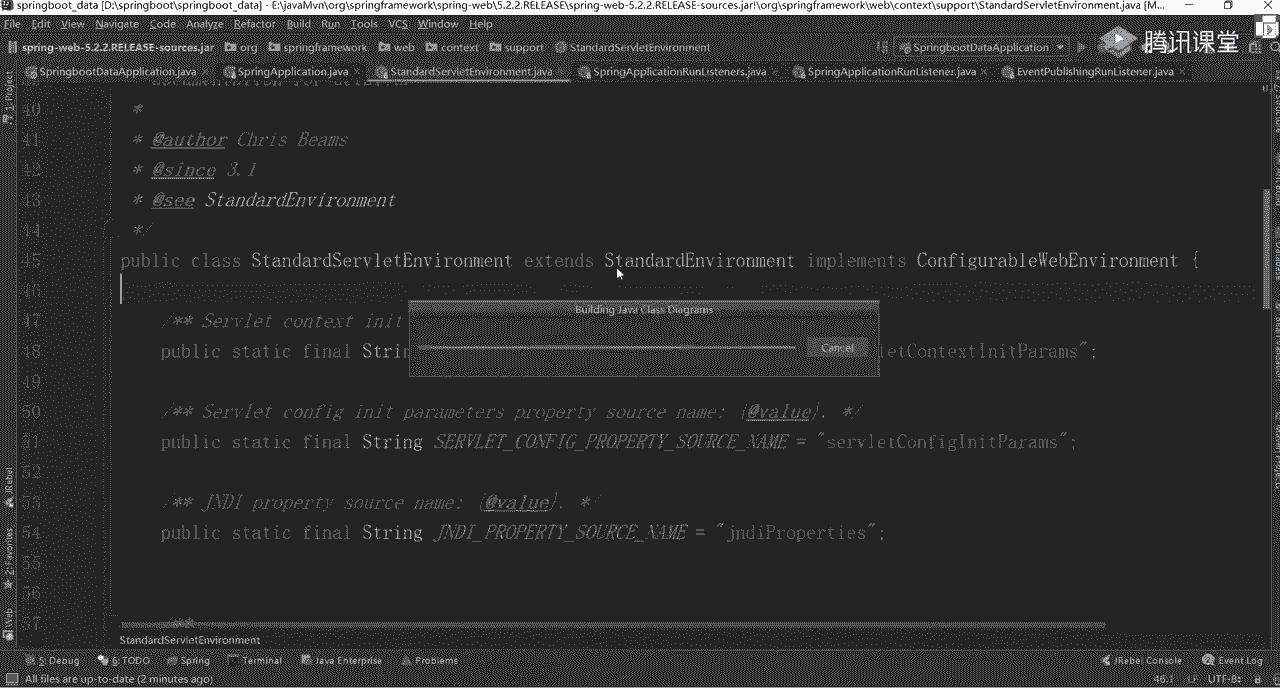 springboot_data [D:\springboot\springboot_data] - E:\javaMvn\org\springframework\spring-web\5.2.2.RELEASE\spring-web-5.2.2.RELEASE-sources.jar!\org\springframework\web\context\support\StandardServletEnvironment.java [M...
File Edit View Navigate Code Analyze Refactor Build Run Tools VCS Window Help
spring-web-5.2.2.RELEASE-sources.jar org springframework web context support StandardServletEnvironment SpringbootDataApplication
腾讯课堂
SpringbootDataApplication.java SpringApplication.java StandardServletEnvironment.java SpringApplicationRunListeners.java SpringApplicationRunListener.java EventPublishingRunListener.java
1: Project
40 *
41 * @author Chris Beams
42 * @since 3.1
43 * @see StandardEnvironment
44 */
45 public class StandardServletEnvironment extends StandardEnvironment implements ConfigurableWebEnvironment {
46
Building Java Class Diagrams
47 /** Servlet context init
Cancel
48 public static final Strin letContextInitParams";
49
50 /** Servlet config init parameters property source name: {@value}. */
51 public static final String SERVLET_CONFIG_PROPERTY_SOURCE_NAME = "servletConfigInitParams";
52
53 /** JNDI property source name: {@value}. */
54 public static final String JNDI_PROPERTY_SOURCE_NAME = "jndiProperties";
55
56
57 /**
JRebel
2: Favorites
Web
StandardServletEnvironment
5: Debug 6: TODO Spring Terminal Java Enterprise Problems JRebel Console 2 Event Log
All files are up-to-date (2 minutes ago) 46:1 LF UTF-8